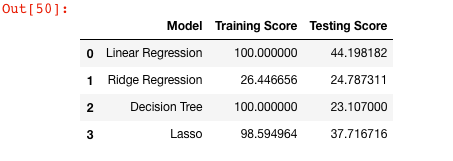 Out[50]:
Model Training Score Testing Score
0 Linear Regression 100.000000 44.198182
1 Ridge Regression 26.446656 24.787311
2 Decision Tree 100.000000 23.107000
3 Lasso 98.594964 37.716716